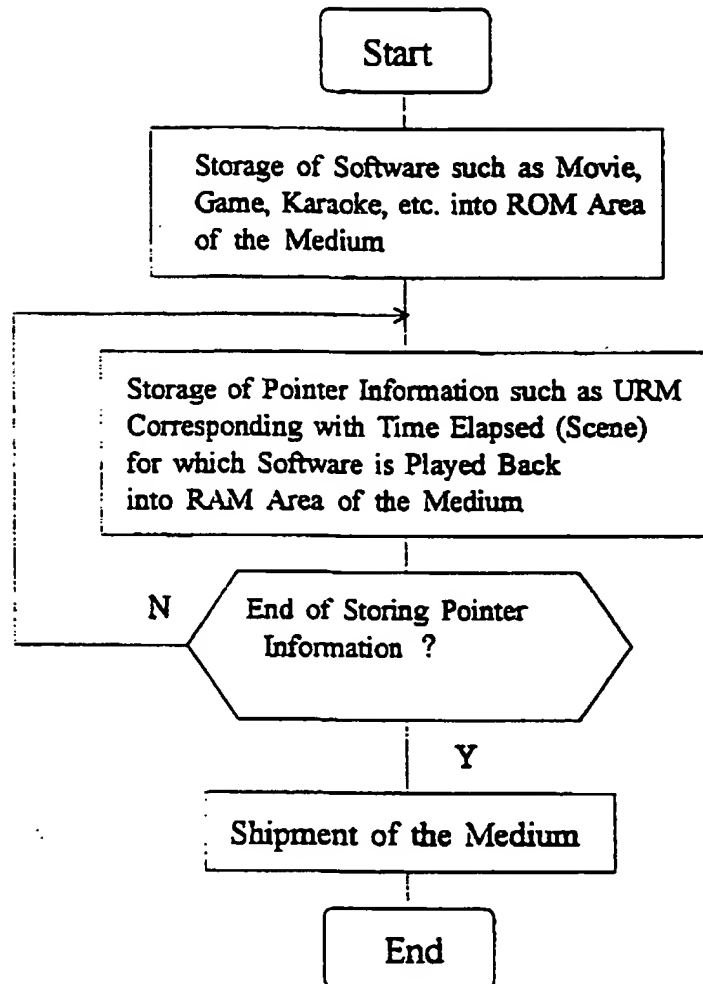 Start
Storage of Software such as Movie,
Game, Karaoke, etc. into ROM Area
of the Medium
Storage of Pointer Information such as URM
Corresponding with Time Elapsed (Scene)
for which Software is Played Back
into RAM Area of the Medium
N
End of Storing Pointer
Information ?
Y
Shipment of the Medium
End